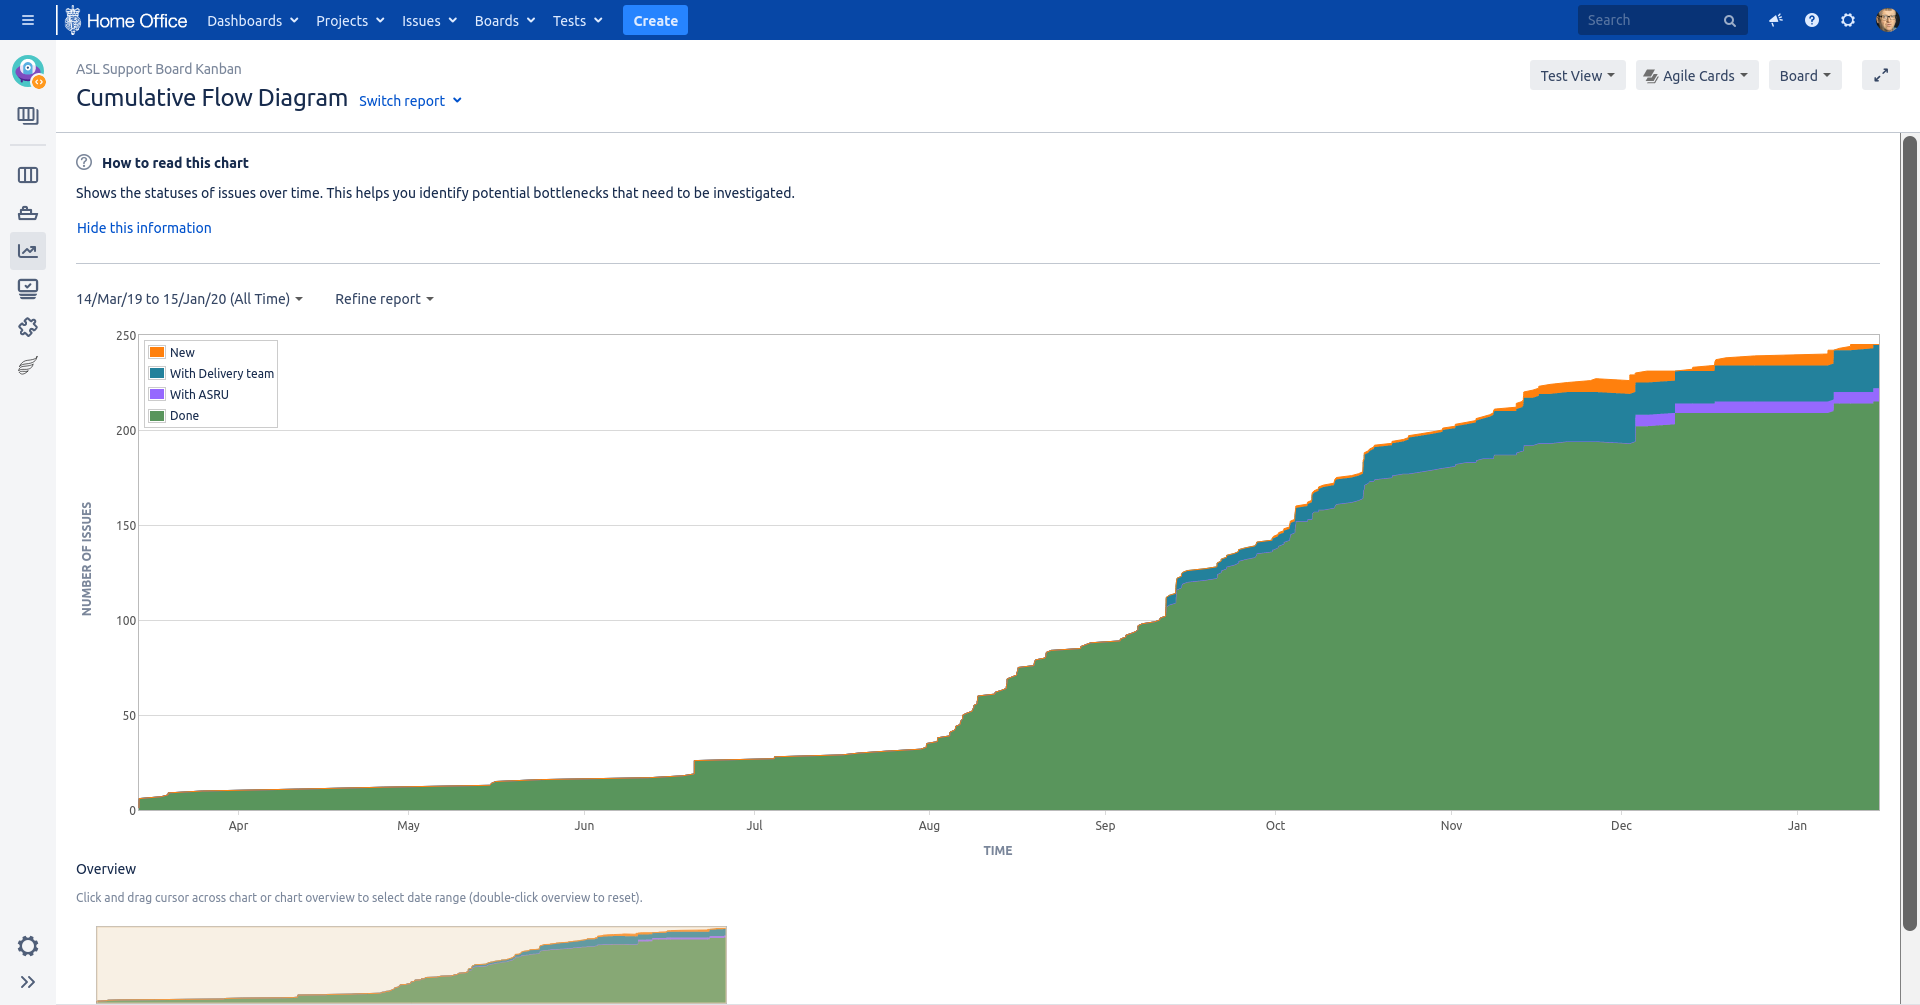 Home Office Dashboards Projects Issues Boards Tests Create Search
ASL Support Board Kanban
Cumulative Flow Diagram Switch report
Test View Agile Cards Board
How to read this chart
Shows the statuses of issues over time. This helps you identify potential bottlenecks that need to be investigated.
Hide this information
14/Mar/19 to 15/Jan/20 (All Time) Refine report
250
200
150
100
50
0
NUMBER OF ISSUES
New
With Delivery team
With ASRU
Done
Apr May Jun Jul Aug Sep Oct Nov Dec Jan
TIME
Overview
Click and drag cursor across chart or chart overview to select date range (double-click overview to reset).